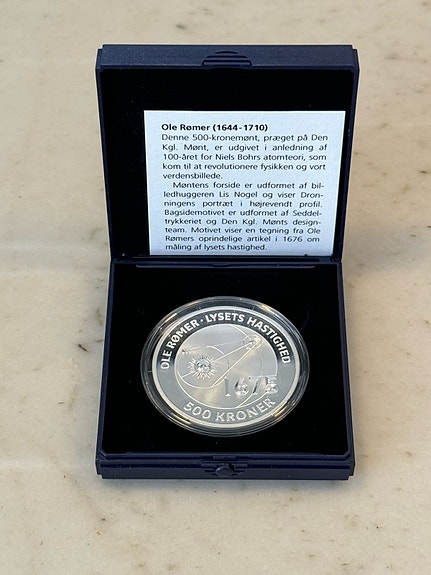 Ole Rømer (1644-1710)
Denne 500-kronemønt, præget på Den
Kgl. Mønt, er udgivet i anledning af
100-året for Niels Bohrs atomteori, som
kom til at revolutionere fysikken og vort
verdensbillede.
Møntens forside er udformet af bil-
ledhuggeren Lis Nogel og viser Dron-
ningens portræt i højrevendt profil.
Bagsidemotivet er udformet af Seddel-
trykkeriet og Den Kgl. Mønts design-
team. Motivet viser en tegning fra Ole
Rømers oprindelige artikel i 1676 om
måling af lysets hastighed.
OLE RØMER · LYSETS HASTIGHED
500 KRONER